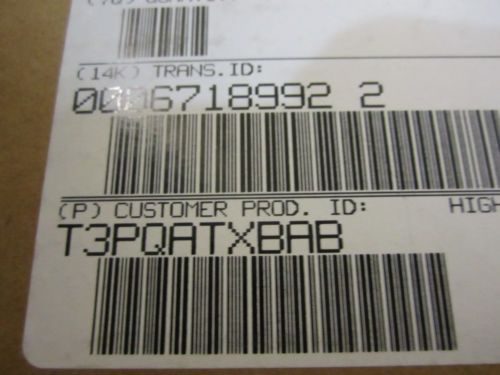 (14K) TRANS.ID:
0006718992 2
(P) CUSTOMER PROD. ID: HIGH
T3PQATXBAB